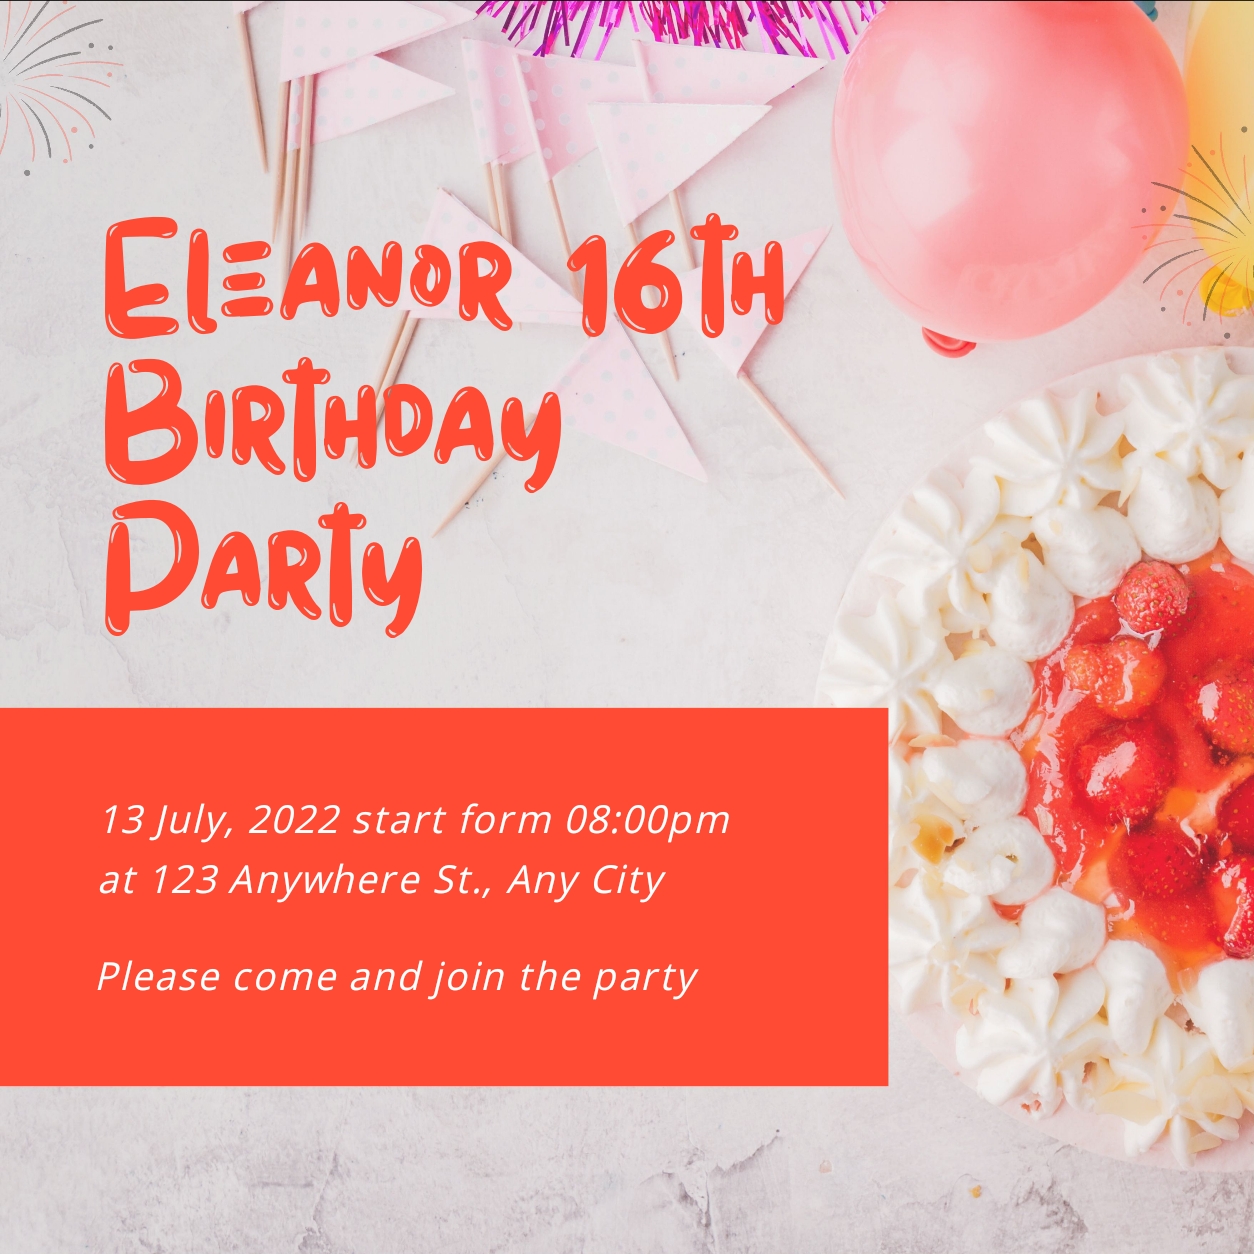 Eleanor 16th
Birthday
Party
13 July, 2022 start form 08:00pm
at 123 Anywhere St., Any City
Please come and join the party